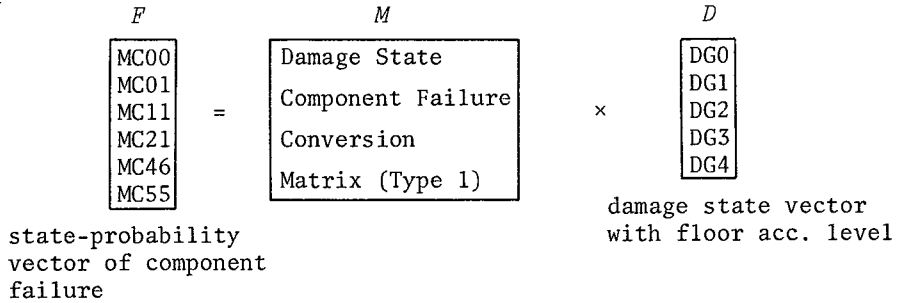 F M D
MC00
MC01
MC11
MC21
MC46
MC55
=
Damage State
Component Failure
Conversion
Matrix (Type 1)
×
DG0
DG1
DG2
DG3
DG4
state-probability
vector of component
failure
damage state vector
with floor acc. level